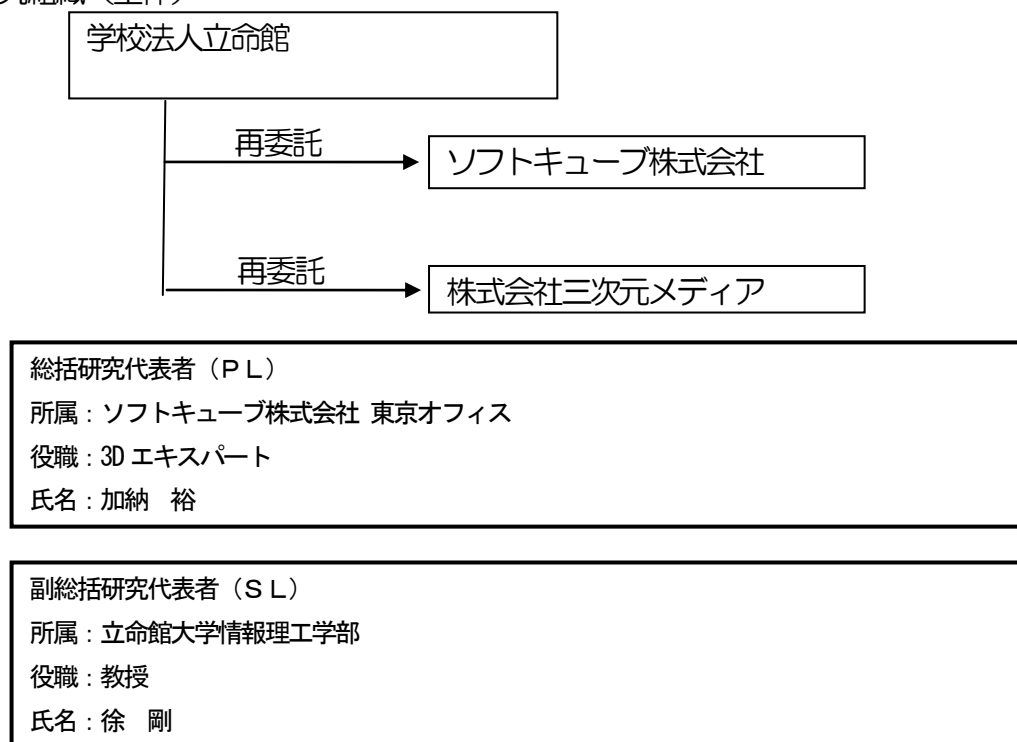 学校法人立命館
再委託
ソフトキューブ株式会社
再委託
株式会社三次元メディア
総括研究代表者（ＰＬ）
所属：ソフトキューブ株式会社 東京オフィス
役職：3Dエキスパート
氏名：加納　裕
副総括研究代表者（ＳＬ）
所属：立命館大学情報理工学部
役職：教授
氏名：徐　剛